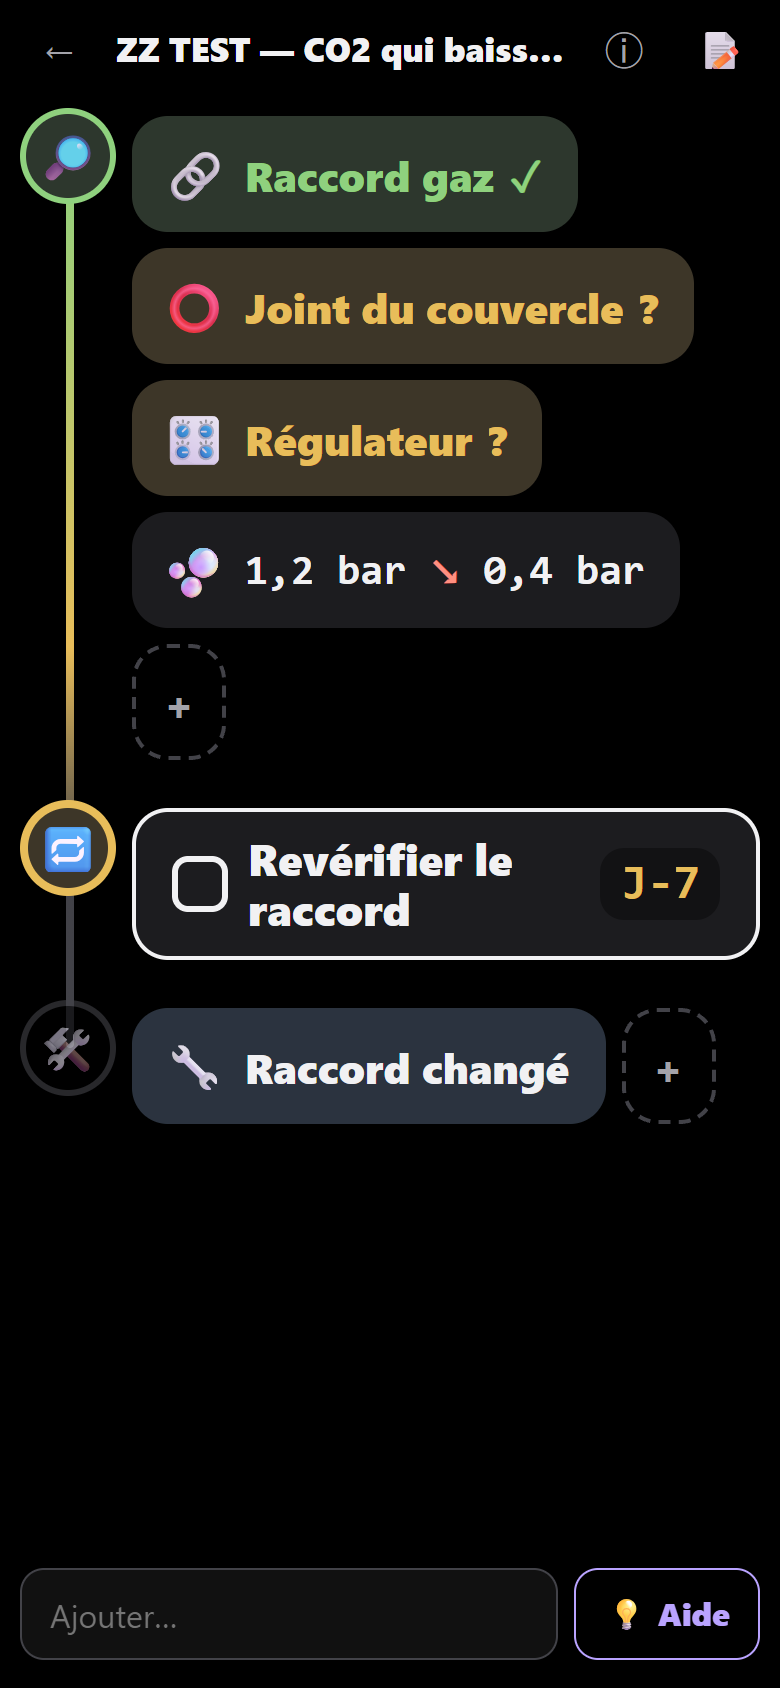 ← ZZ TEST — CO2 qui baiss... ⓘ
Raccord gaz ✓
Joint du couvercle ?
Régulateur ?
1,2 bar ↘ 0,4 bar
+
Revérifier le
raccord
J-7
Raccord changé +
Ajouter... Aide